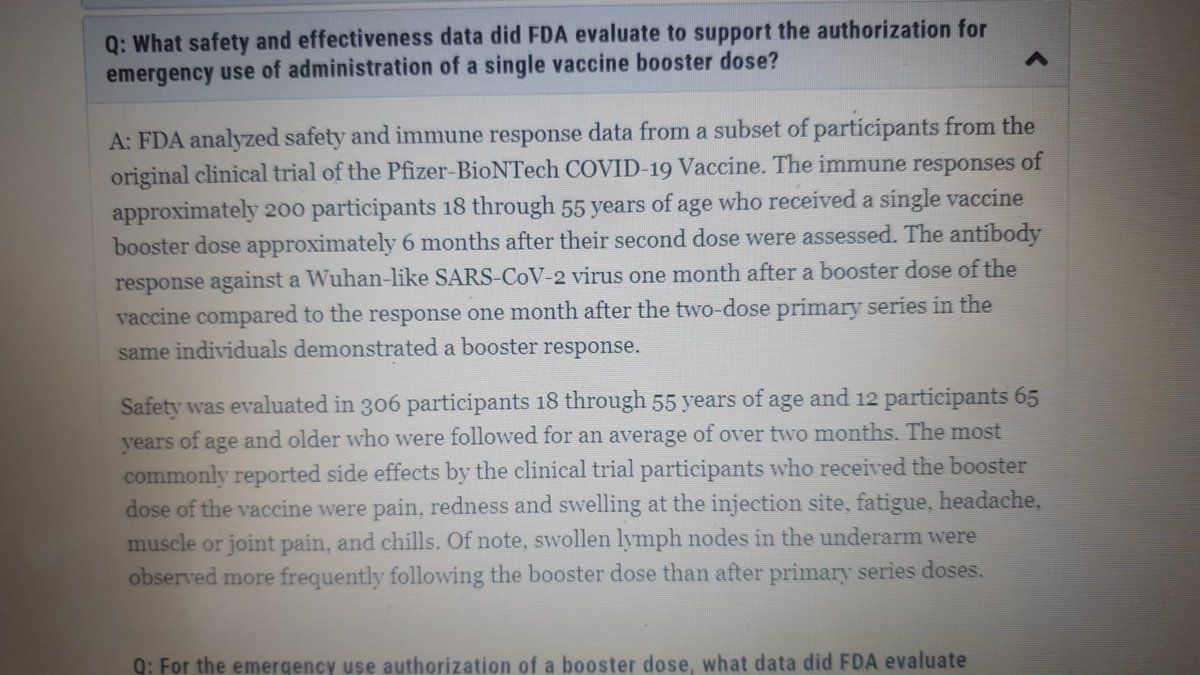 Q: What safety and effectiveness data did FDA evaluate to support the authorization for
emergency use of administration of a single vaccine booster dose?
A: FDA analyzed safety and immune response data from a subset of participants from the
original clinical trial of the Pfizer-BioNTech COVID-19 Vaccine. The immune responses of
approximately 200 participants 18 through 55 years of age who received a single vaccine
booster dose approximately 6 months after their second dose were assessed. The antibody
response against a Wuhan-like SARS-CoV-2 virus one month after a booster dose of the
vaccine compared to the response one month after the two-dose primary series in the
same individuals demonstrated a booster response.
Safety was evaluated in 306 participants 18 through 55 years of age and 12 participants 65
years of age and older who were followed for an average of over two months. The most
commonly reported side effects by the clinical trial participants who received the booster
dose of the vaccine were pain, redness and swelling at the injection site, fatigue, headache,
muscle or joint pain, and chills. Of note, swollen lymph nodes in the underarm were
observed more frequently following the booster dose than after primary series doses.
Q: For the emergency use authorization of a booster dose, what data did FDA evaluate